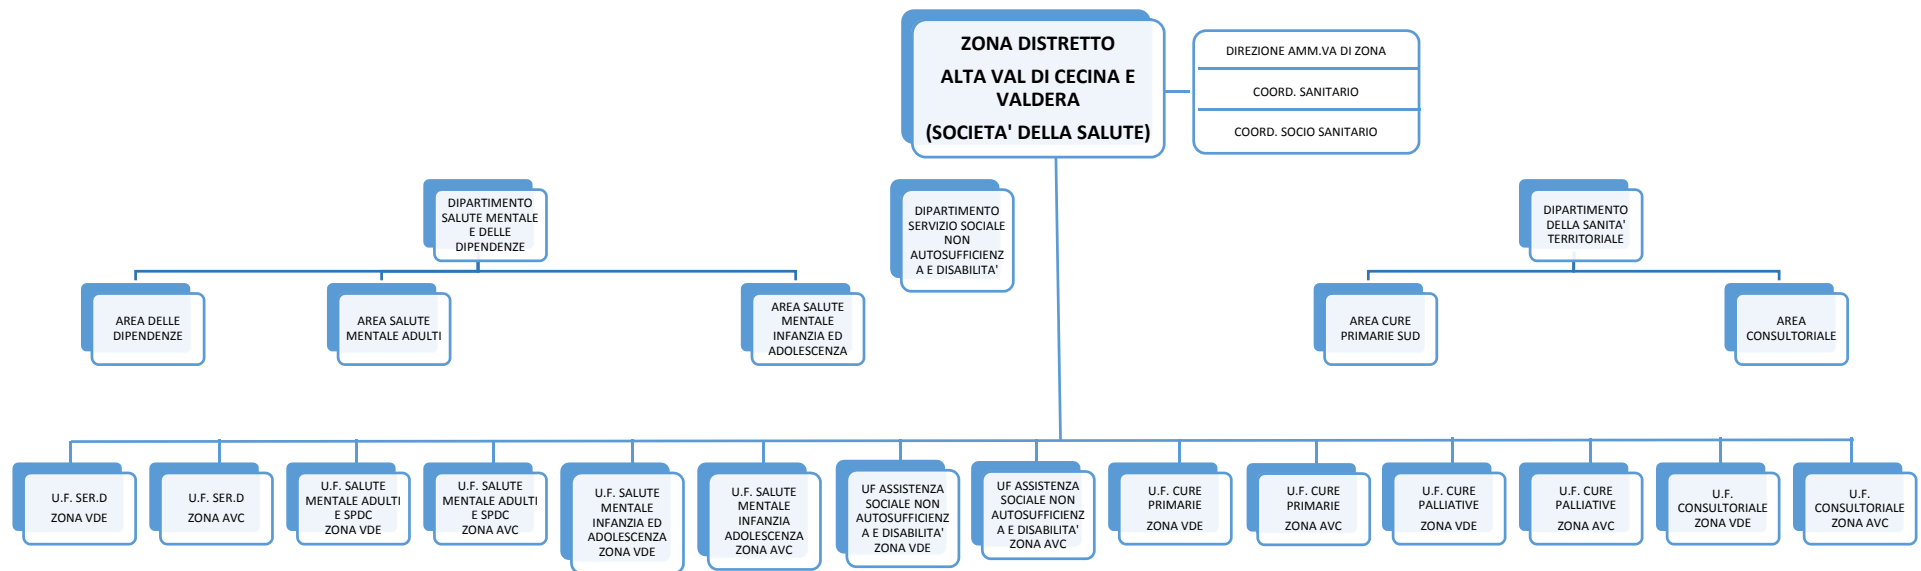 ZONA DISTRETTO
ALTA VAL DI CECINA E
VALDERA
(SOCIETA' DELLA SALUTE)
DIREZIONE AMM.VA DI ZONA
COORD. SANITARIO
COORD. SOCIO SANITARIO
DIPARTIMENTO
SALUTE MENTALE
E DELLE
DIPENDENZE
DIPARTIMENTO
SERVIZIO SOCIALE
NON
AUTOSUFFICIENZ
A E DISABILITA'
DIPARTIMENTO
DELLA SANITA'
TERRITORIALE
AREA DELLE
DIPENDENZE
AREA SALUTE
MENTALE ADULTI
AREA SALUTE
MENTALE
INFANZIA ED
ADOLESCENZA
AREA CURE
PRIMARIE SUD
AREA
CONSULTORIALE
U.F. SER.D
ZONA VDE
U.F. SER.D
ZONA AVC
U.F. SALUTE
MENTALE ADULTI
E SPDC
ZONA VDE
U.F. SALUTE
MENTALE ADULTI
E SPDC
ZONA AVC
U.F. SALUTE
MENTALE
INFANZIA ED
ADOLESCENZA
ZONA VDE
U.F. SALUTE
MENTALE
INFANZIA
ADOLESCENZA
ZONA AVC
UF ASSISTENZA
SOCIALE NON
AUTOSUFFICIENZ
A E DISABILITA'
ZONA VDE
UF ASSISTENZA
SOCIALE NON
AUTOSUFFICIENZ
A E DISABILITA'
ZONA AVC
U.F. CURE
PRIMARIE
ZONA VDE
U.F. CURE
PRIMARIE
ZONA AVC
U.F. CURE
PALLIATIVE
ZONA VDE
U.F. CURE
PALLIATIVE
ZONA AVC
U.F.
CONSULTORIALE
ZONA VDE
U.F.
CONSULTORIALE
ZONA AVC